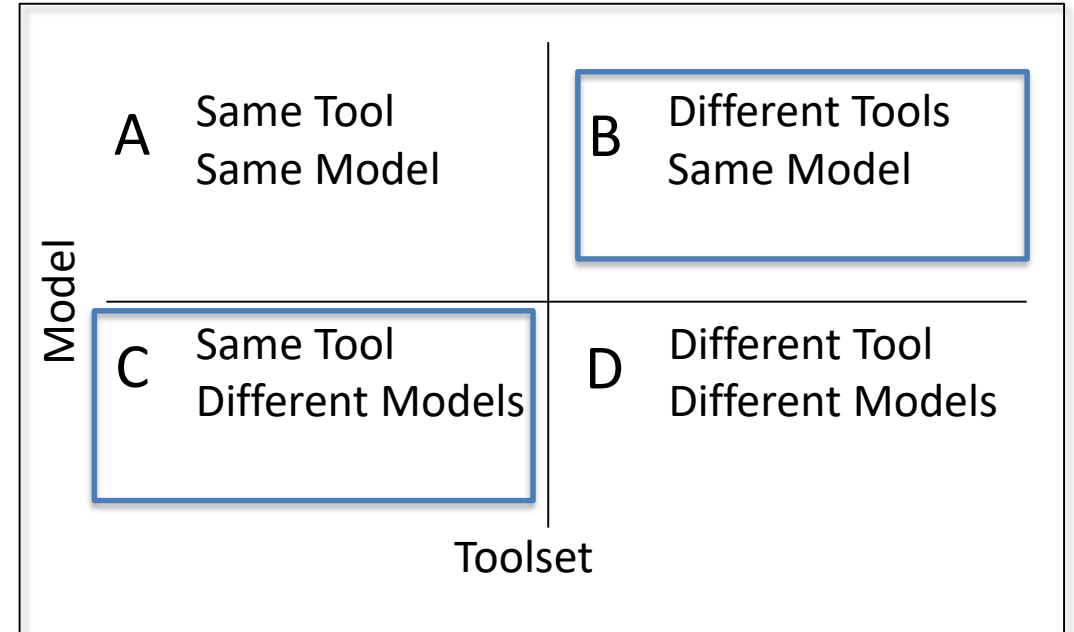 A
Same Tool
Same Model
B
Different Tools
Same Model
Model
C
Same Tool
Different Models
D
Different Tool
Different Models
Toolset